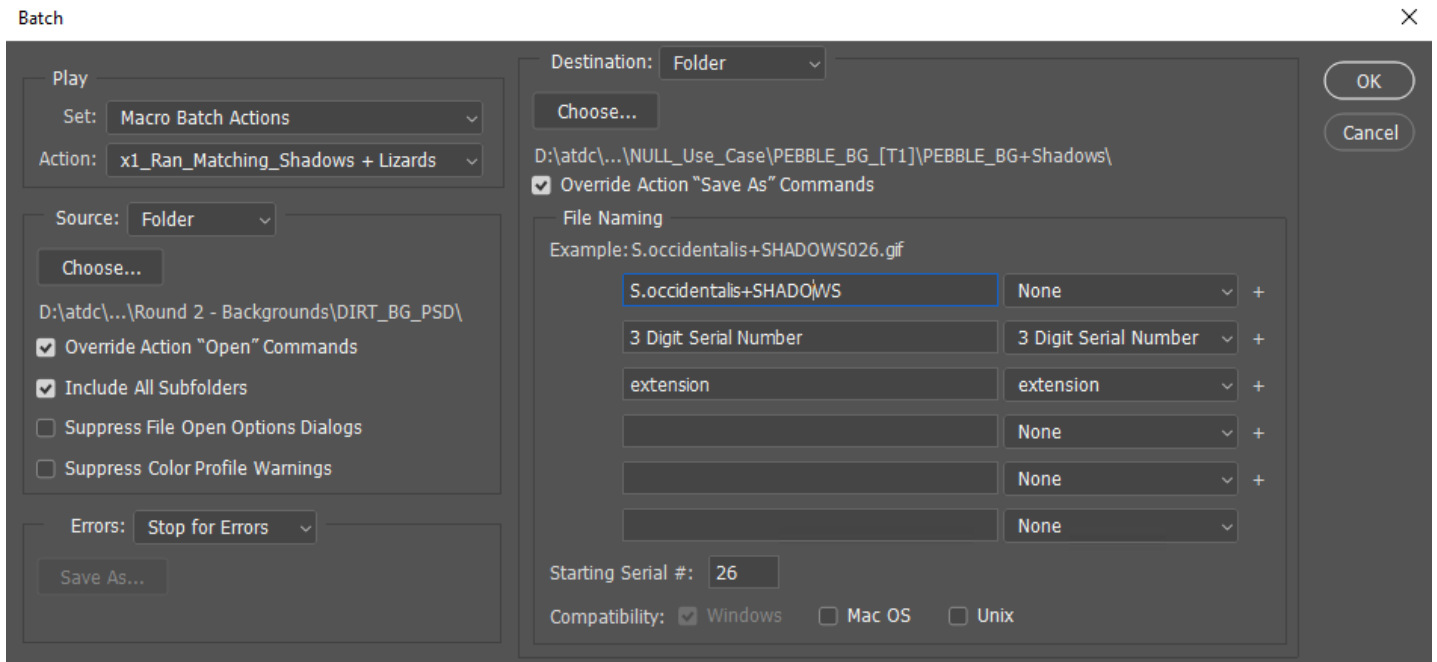 Batch
Play
Set: Macro Batch Actions
Action: x1_Ran_Matching_Shadows + Lizards
Source: Folder
Choose...
D:\atdc\...\Round 2 - Backgrounds\DIRT_BG_PSD\
Override Action “Open” Commands
Include All Subfolders
Suppress File Open Options Dialogs
Suppress Color Profile Warnings
Errors: Stop for Errors
Save As...
Destination: Folder
Choose...
D:\atdc\...\NULL_Use_Case\PEBBLE_BG_[T1]\PEBBLE_BG+Shadows\
Override Action “Save As” Commands
File Naming
Example: S.occidentalis+SHADOWS026.gif
S.occidentalis+SHADOWS None +
3 Digit Serial Number 3 Digit Serial Number +
extension extension +
None +
None +
None
Starting Serial #: 26
Compatibility: Windows Mac OS Unix
OK
Cancel